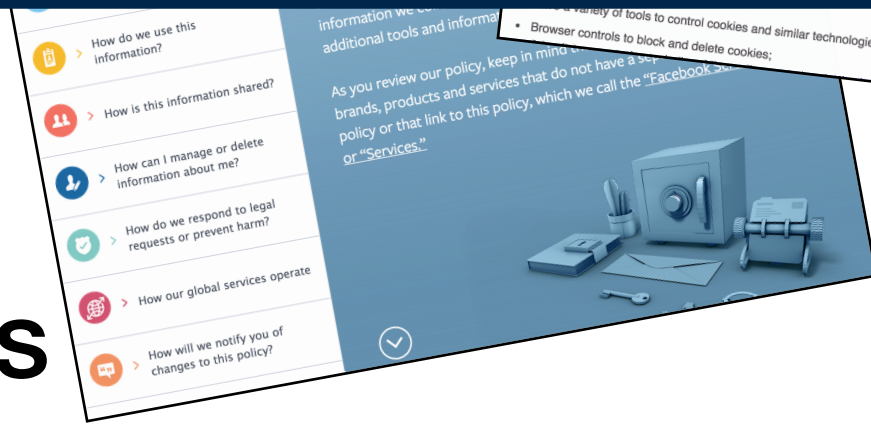 How do we use this
information?
How is this information shared?
How can I manage or delete
information about me?
How do we respond to legal
requests or prevent harm?
How our global services operate
How will we notify you of
changes to this policy?
information we
additional tools and
As you review our policy, keep in mind
brands, products and services that do not have a
policy or that link to this policy, which we call the "Facebook
or "Services."
variety of tools to control cookies and similar
• Browser controls to block and delete cookies;
s